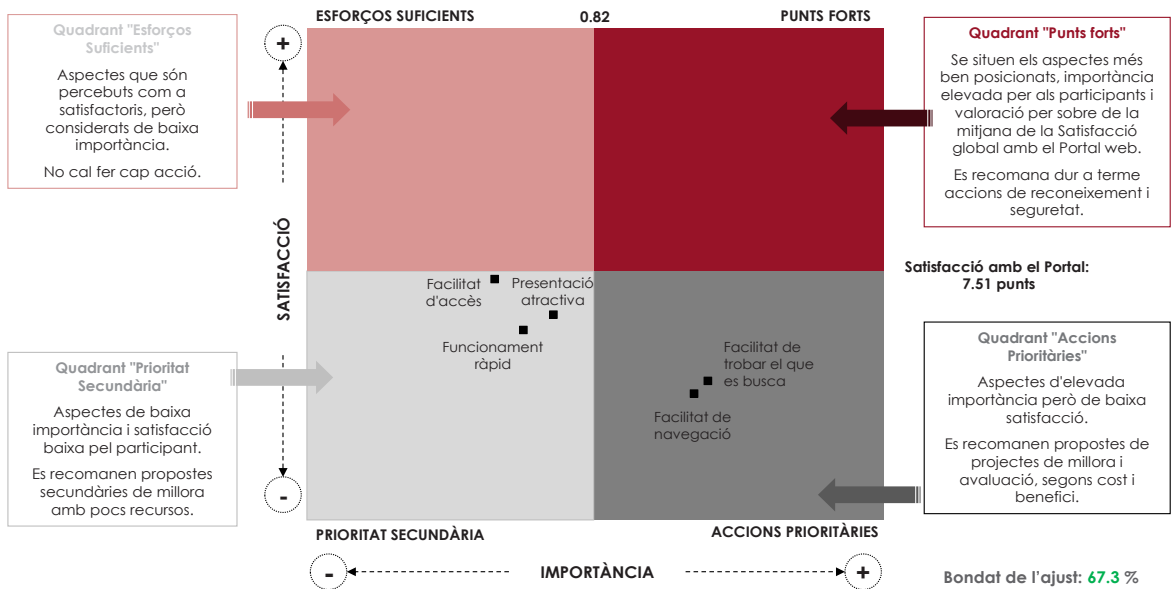 ESFORÇOS SUFICIENTS
0.82
PUNTS FORTS
Quadrant "Esforços
Suficients"
Aspectes que són
percebuts com a
satisfactoris, però
considerats de baixa
importància.
No cal fer cap acció.
+
Quadrant "Punts forts"
Se situen els aspectes més
ben posicionats, importància
elevada per als participants i
valoració per sobre de la
mitjana de la Satisfacció
global amb el Portal web.
Es recomana dur a terme
accions de reconeixement i
seguretat.
SATISFACCIÓ
Satisfacció amb el Portal:
7.51 punts
Facilitat
d'accès
Presentació
atractiva
Funcionament
ràpid
Facilitat de
trobar el que
es busca
Facilitat de
navegació
Quadrant "Prioritat
Secundària"
Aspectes de baixa
importància i satisfacció
baixa pel participant.
Es recomanen propostes
secundàries de millora
amb pocs recursos.
Quadrant "Accions
Prioritàries"
Aspectes d'elevada
importància però de baixa
satisfacció.
Es recomanen propostes de
projectes de millora i
avaluació, segons cost i
benefici.
-
PRIORITAT SECUNDÀRIA
ACCIONS PRIORITÀRIES
-
IMPORTÀNCIA
+
Bondat de l'ajust: 67.3 %